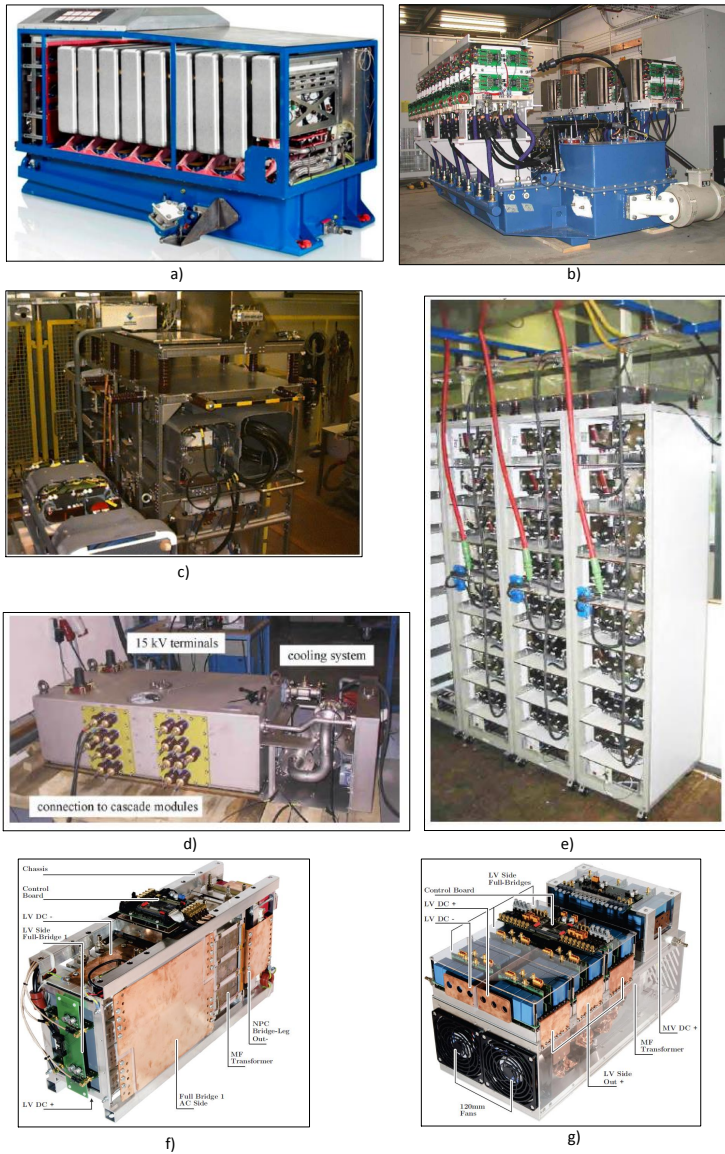 a)
b)
c)
15 kV terminals
cooling system
connection to cascade modules
d)
e)
Chassis
Control
Board
LV DC -
LV Side
Full-Bridge 1
NPC
Bridge-Leg
Out-
MF
Transformer
Full Bridge 1
AC Side
LV DC +
f)
LV Side
Full-Bridges
Control Board
LV DC +
LV DC -
MV DC +
MF
Transformer
LV Side
Out +
120mm
Fans
g)